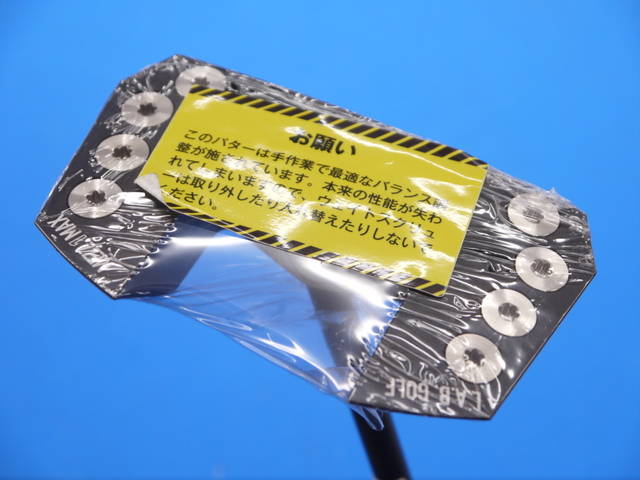 お願い
このパターは手作業で最適なバランス調
整が施されています。本来の性能が失わ
れてしまいますので、ウェイトスクリュ
ーは取り外したり入れ替えたりしないで
ください。
MAX
L.A.B GOLF